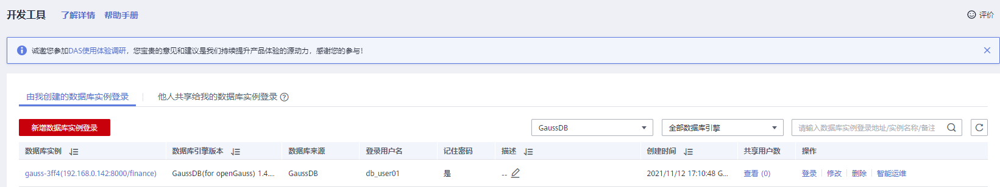 开发工具 了解详情 帮助手册 评价
诚邀您参加DAS使用体验调研，您宝贵的意见和建议是我们持续提升产品体验的源动力，感谢您的参与！
由我创建的数据库实例登录 他人共享给我的数据库实例登录
新增数据库实例登录 GaussDB 全部数据库引擎 请输入数据库实例登录地址/实例名称/备注
数据库实例 数据库引擎版本 数据库来源 登录用户名 记住密码 描述 创建时间 共享用户数 操作
gauss-3ff4(192.168.0.142:8000/finance) GaussDB(for openGauss) 1.4.... GaussDB db_user01 是 -- 2021/11/12 17:10:48 G... 查看 (0) 登录 修改 删除 智能运维